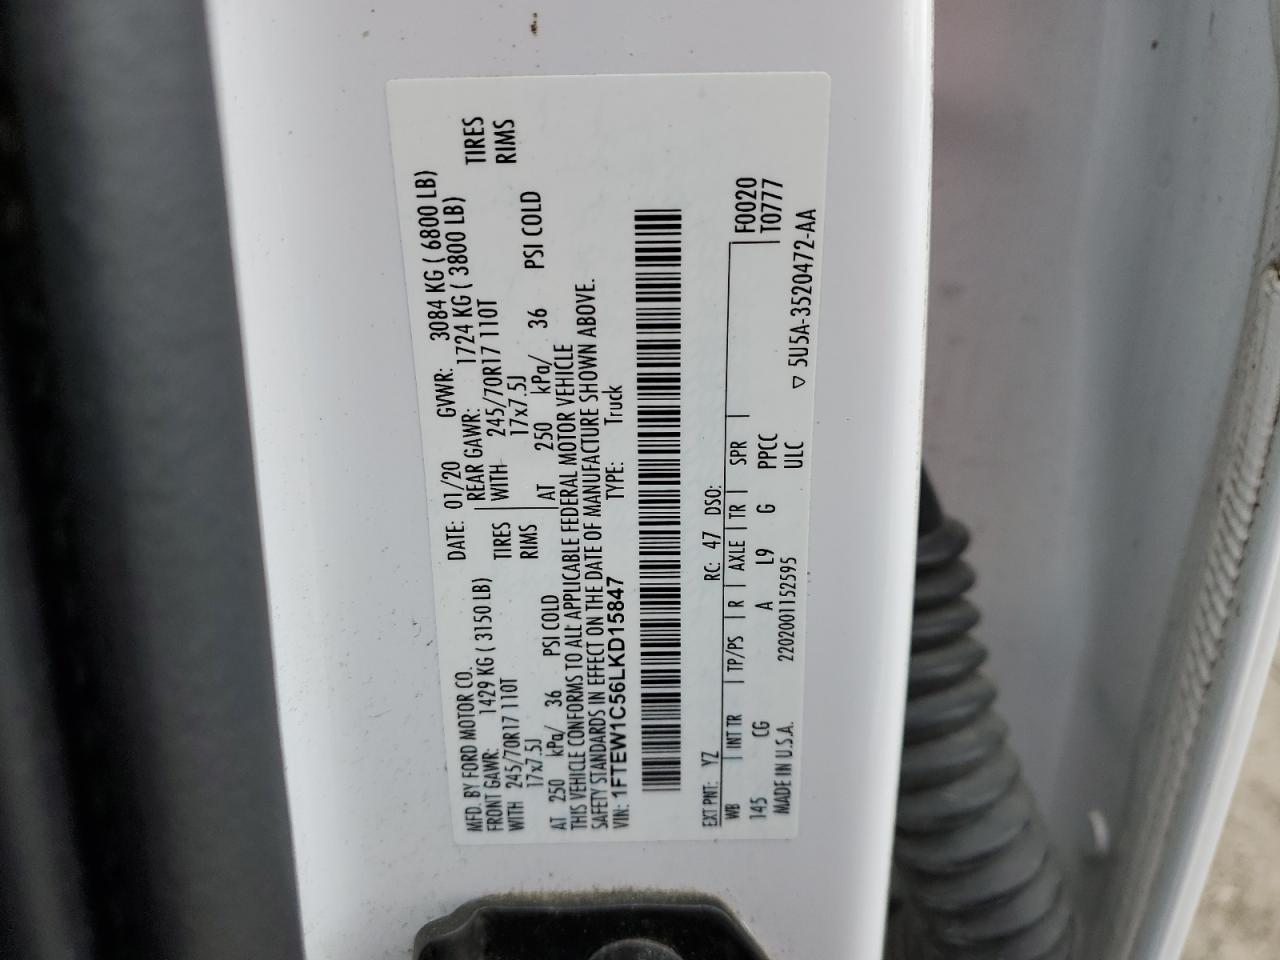 MFD. BY FORD MOTOR CO. DATE: 01/20 GVWR: 3084 KG ( 6800 LB)
FRONT GAWR: 1429 KG ( 3150 LB) REAR GAWR: 1724 KG ( 3800 LB)
WITH 245/70R17 110T TIRES WITH 245/70R17 110T TIRES
17x7.5J RIMS 17x7.5J RIMS
AT 250 kPa/ 36 PSI COLD AT 250 kPa/ 36 PSI COLD
THIS VEHICLE CONFORMS TO ALL APPLICABLE FEDERAL MOTOR VEHICLE
SAFETY STANDARDS IN EFFECT ON THE DATE OF MANUFACTURE SHOWN ABOVE.
VIN: 1FTEW1C56LKD15847 TYPE: Truck
EXT PNT: YZ RC: 47 DSO:
WB | INT TR | TP/PS | R | AXLE | TR | SPR | F0020
145 CG A L9 G PPCC T0777
MADE IN U.S.A. 2202001152595 ULC ▽ 5U5A-3520472-AA